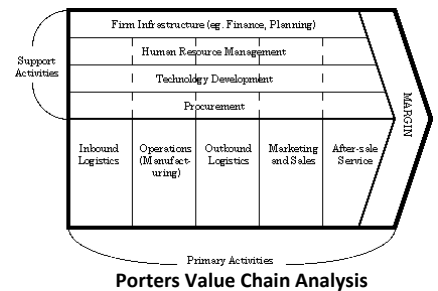 Firm Infrastructure (eg. Finance, Planning)
Human Resource Management
Support
Activities
Technology Development
Procurement
MARGIN
Inbound
Logistics
Operations
(Manufact-
uring)
Outbound
Logistics
Marketing
and Sales
After-sale
Service
Primary Activities
Porters Value Chain Analysis